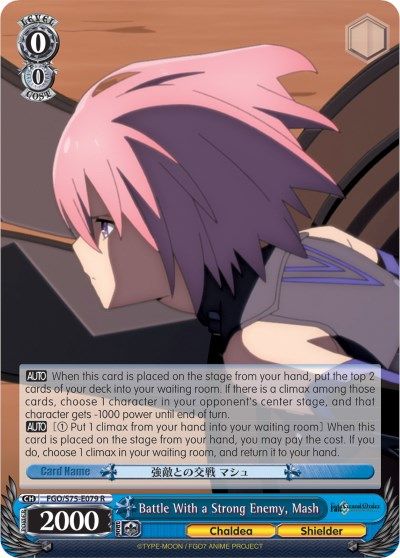 LEVEL
0
0
COST
AUTO When this card is placed on the stage from your hand, put the top 2
cards of your deck into your waiting room. If there is a climax among those
cards, choose 1 character in your opponent's center stage, and that
character gets -1000 power until end of turn.
AUTO [① Put 1 climax from your hand into your waiting room] When this
card is placed on the stage from your hand, you may pay the cost. If you
do, choose 1 climax in your waiting room, and return it to your hand.
Card Name 強敵との交戦 マシュ
CH FGO/S75-E079 R
2000
Battle With a Strong Enemy, Mash
Chaldea Shielder
©TYPE-MOON / FGO7 ANIME PROJECT